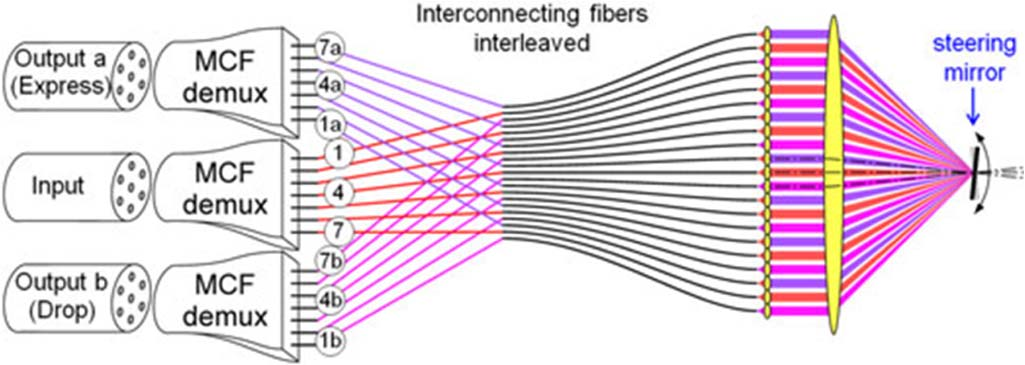 Interconnecting fibers
interleaved
steering
mirror
Output a
(Express)
MCF
demux
7a
4a
1a
Input
MCF
demux
1
4
7
Output b
(Drop)
MCF
demux
7b
4b
1b